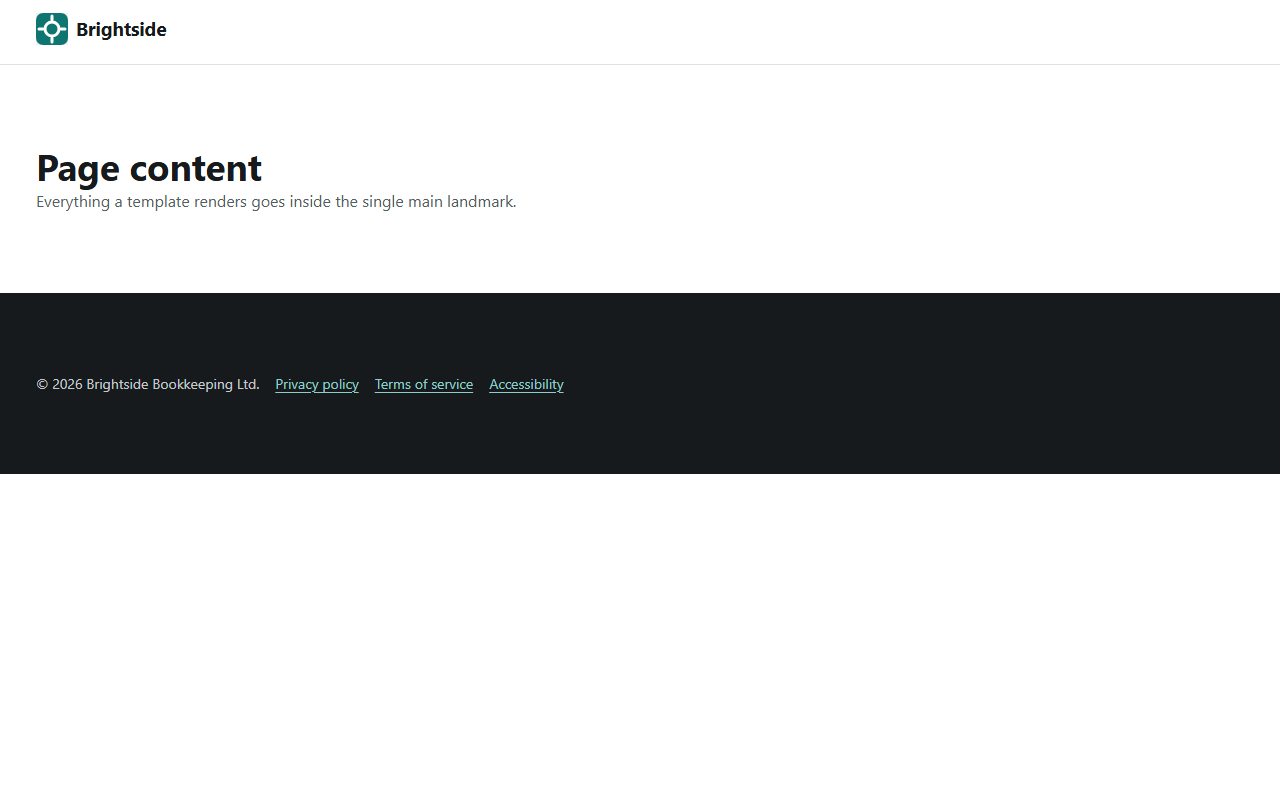 Brightside
Page content
Everything a template renders goes inside the single main landmark.
© 2026 Brightside Bookkeeping Ltd. Privacy policy Terms of service Accessibility